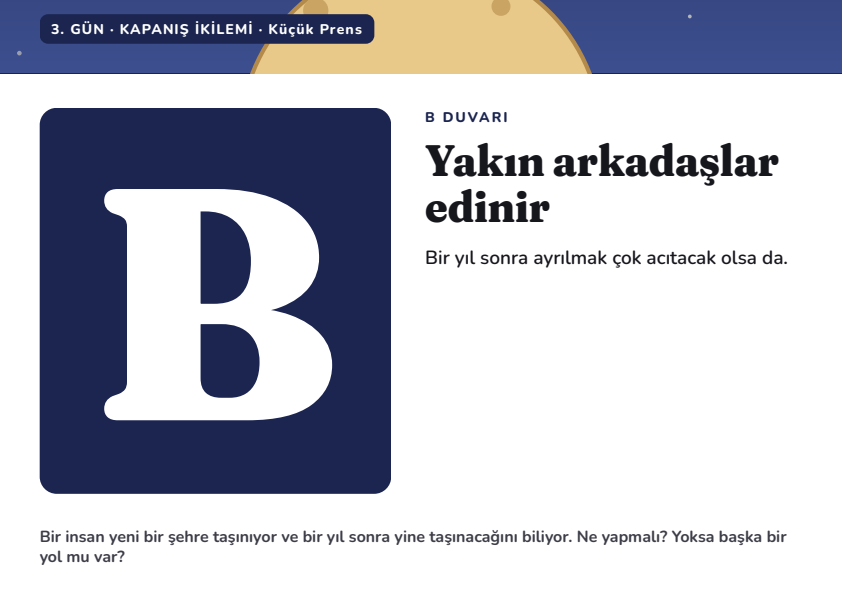 3. GÜN · KAPANIŞ İKİLEMİ · Küçük Prens
B
B DUVARI
Yakın arkadaşlar
edinir
Bir yıl sonra ayrılmak çok acıtacak olsa da.
Bir insan yeni bir şehre taşınıyor ve bir yıl sonra yine taşınacağını biliyor. Ne yapmalı? Yoksa başka bir
yol mu var?